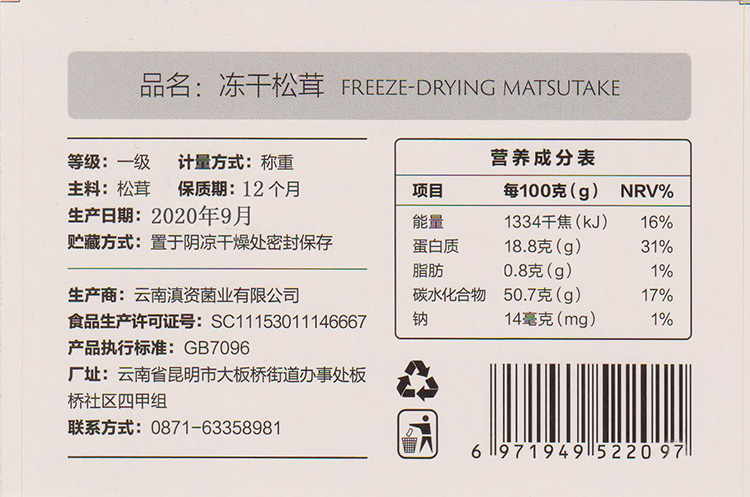 品名：冻干松茸 FREEZE-DRYING MATSUTAKE
等级：一级 计量方式：称重
主料：松茸 保质期：12个月
生产日期：2020年9月
贮藏方式：置于阴凉干燥处密封保存
生产商：云南滇资菌业有限公司
食品生产许可证号：SC11153011146667
产品执行标准：GB7096
厂址：云南省昆明市大板桥街道办事处板
桥社区四甲组
联系方式：0871-63358981
营养成分表
项目 每100克(g) NRV%
能量 1334千焦(kJ) 16%
蛋白质 18.8克(g) 31%
脂肪 0.8克(g) 1%
碳水化合物 50.7克(g) 17%
钠 14毫克(mg) 1%
6 971949 522097